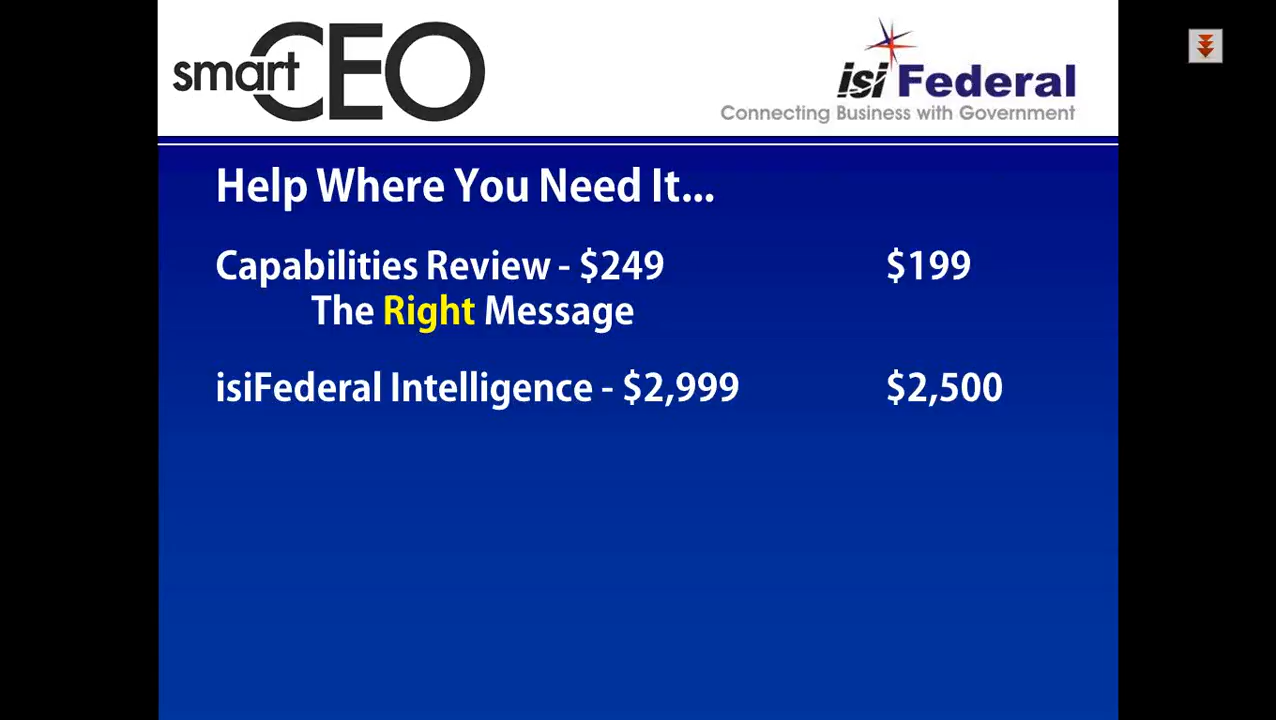 smartCEO
isiFederal
Connecting Business with Government
Help Where You Need It...
Capabilities Review - $249 $199
The Right Message
isiFederal Intelligence - $2,999 $2,500